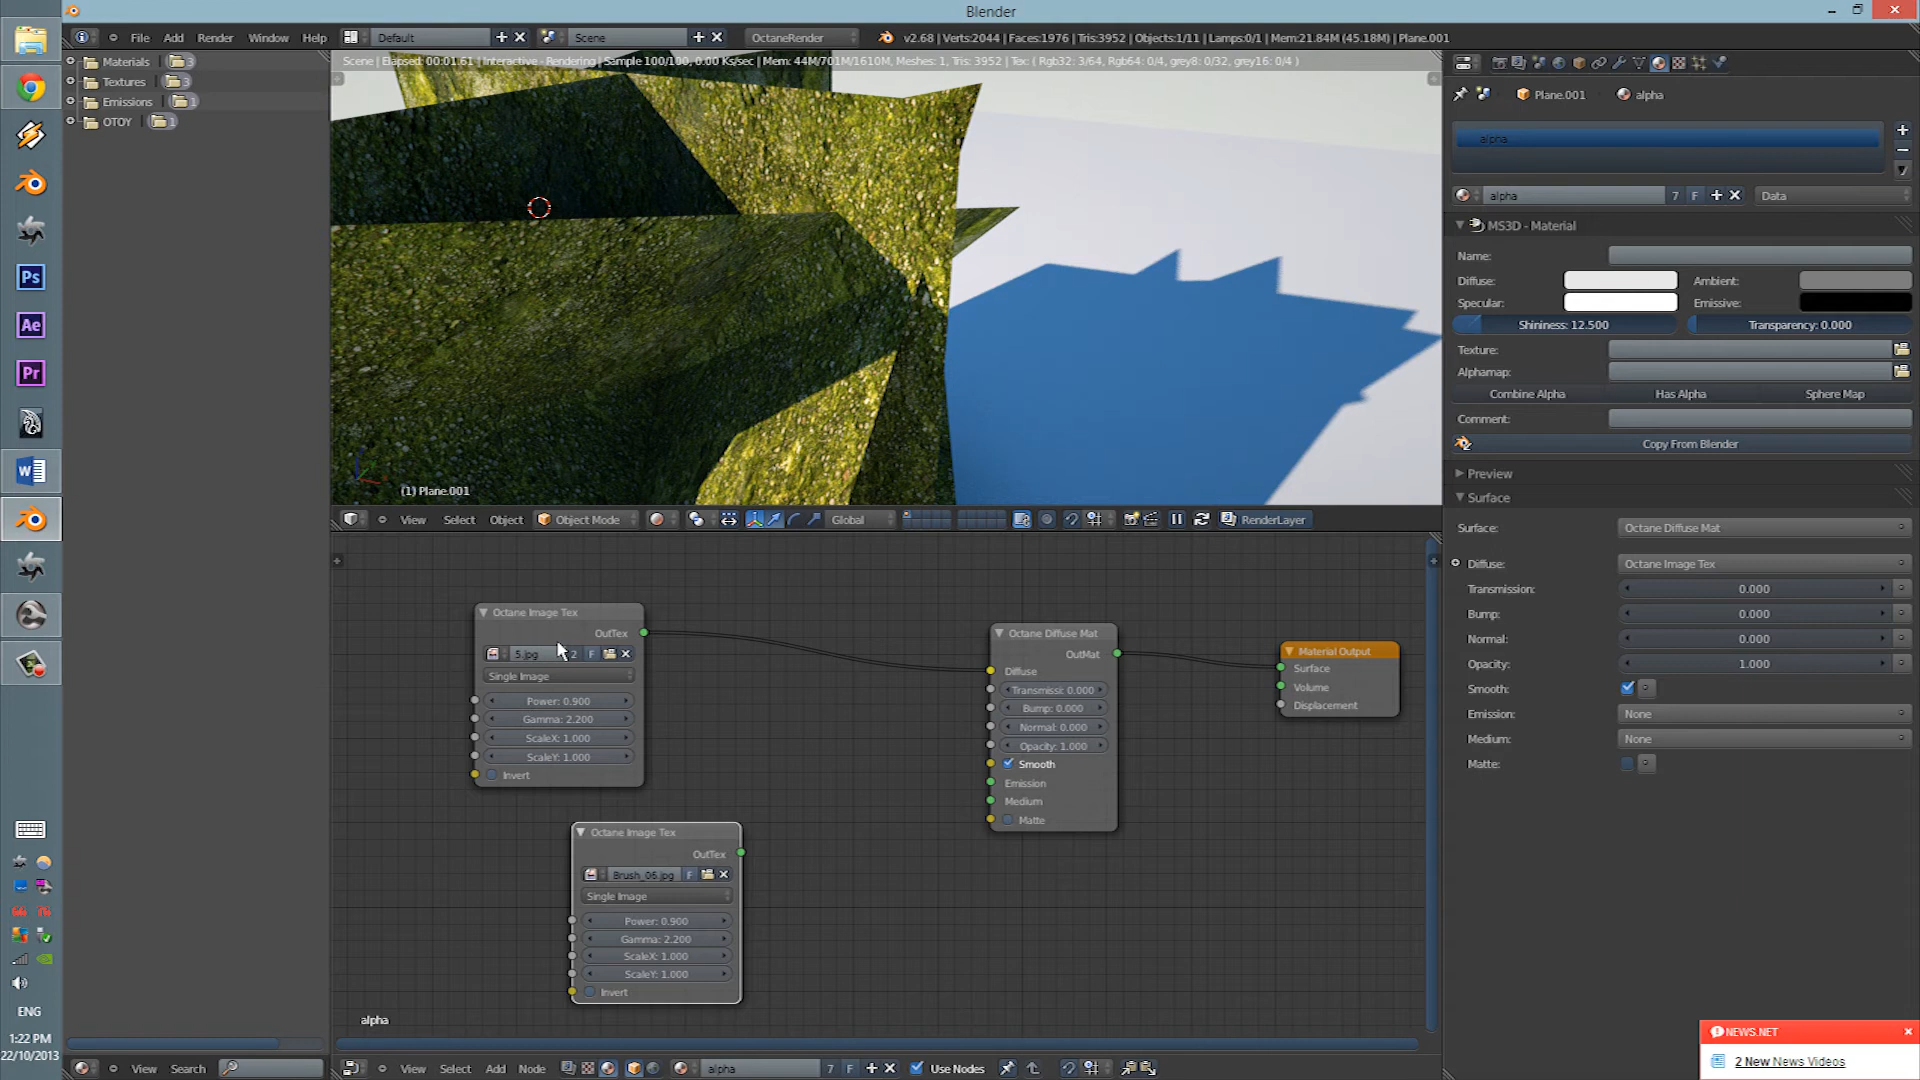 Blender
File Add Render Window Help Default Scene OctaneRender v2.68 | Verts:2044 | Faces:1976 | Tris:3952 | Objects:1/11 | Lamps:0/1 | Mem:21.84M (45.18M) | Plane.001
Scene | Elapsed: 00:01.61 | Interactive - Rendering | Sample 100/100, 0.00 Ks/sec | Mem: 44M/701M/1610M, Meshes: 1, Tris: 3952 | Tex: ( Rgb32: 3/64, Rgb64: 0/4, grey8: 0/32, grey16: 0/4 )
Materials 3
Textures 3
Emissions 1
OTOY 1
Plane.001 alpha
alpha
alpha 7 F Data
MS3D - Material
Name:
Diffuse: Ambient:
Specular: Emissive:
Shininess: 12.500 Transparency: 0.000
Texture:
Alphamap:
Combine Alpha Has Alpha Sphere Map
Comment:
Copy From Blender
Preview
Surface
Surface: Octane Diffuse Mat
Diffuse: Octane Image Tex
Transmission: 0.000
Bump: 0.000
Normal: 0.000
Opacity: 1.000
Smooth:
Emission: None
Medium: None
Matte:
(1) Plane.001
View Select Object Object Mode Global RenderLayer
Octane Image Tex
OutTex
5.jpg 2 F
Single Image
Power: 0.900
Gamma: 2.200
ScaleX: 1.000
ScaleY: 1.000
Invert
Octane Image Tex
OutTex
Brush_06.jpg F
Single Image
Power: 0.900
Gamma: 2.200
ScaleX: 1.000
ScaleY: 1.000
Invert
Octane Diffuse Mat
OutMat
Diffuse
Transmissi: 0.000
Bump: 0.000
Normal: 0.000
Opacity: 1.000
Smooth
Emission
Medium
Matte
Material Output
Surface
Volume
Displacement
alpha
View Search
View Select Add Node alpha 7 F Use Nodes
Ps
Ae
Pr
W
ENG
1:22 PM
22/10/2013
NEWS.NET
2 New News Videos